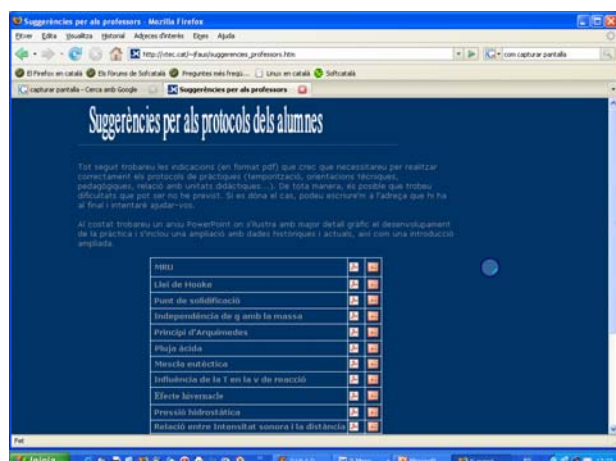 Suggerències per als professors - Mozilla Firefox
Fitxer Edita Visualitza Historial Adreces d'interès Eines Ajuda
http://xtec.cat/~jfaus/suggerencies_professors.htm
com capturar pantalla
El Firefox en català Els fòrums de Softcatalà Preguntes més freqü... Linux en català Softcatalà
capturar pantalla - Cerca amb Google Suggerències per als professors
Suggerències per als protocols dels alumnes
Tot seguit trobareu les indicacions (en format pdf) que crec que necessitareu per realitzar
correctament els protocols de pràctiques (temporització, orientacions tècniques,
pedagògiques, relació amb unitats didàctiques...). De tota manera, és possible que trobeu
dificultats que pot ser no he previst. Si es dóna el cas, podeu escriure'm a l'adreça que hi ha
al final i intentaré ajudar-vos.
Al costat trobareu un arxiu PowerPoint on s'il·lustra amb major detall gràfic el desenvolupament
de la pràctica i s'inclou una ampliació amb dades històriques i actuals, així com una introducció
ampliada.
MRU
Llei de Hooke
Punt de solidificació
Independència de g amb la massa
Principi d'Arquimedes
Pluja àcida
Mescla eutèctica
Influència de la T en la v de reacció
Efecte hivernacle
Pressió hidrostàtica
Relació entre Intensitat sonora i la distància
Fet
Inicia